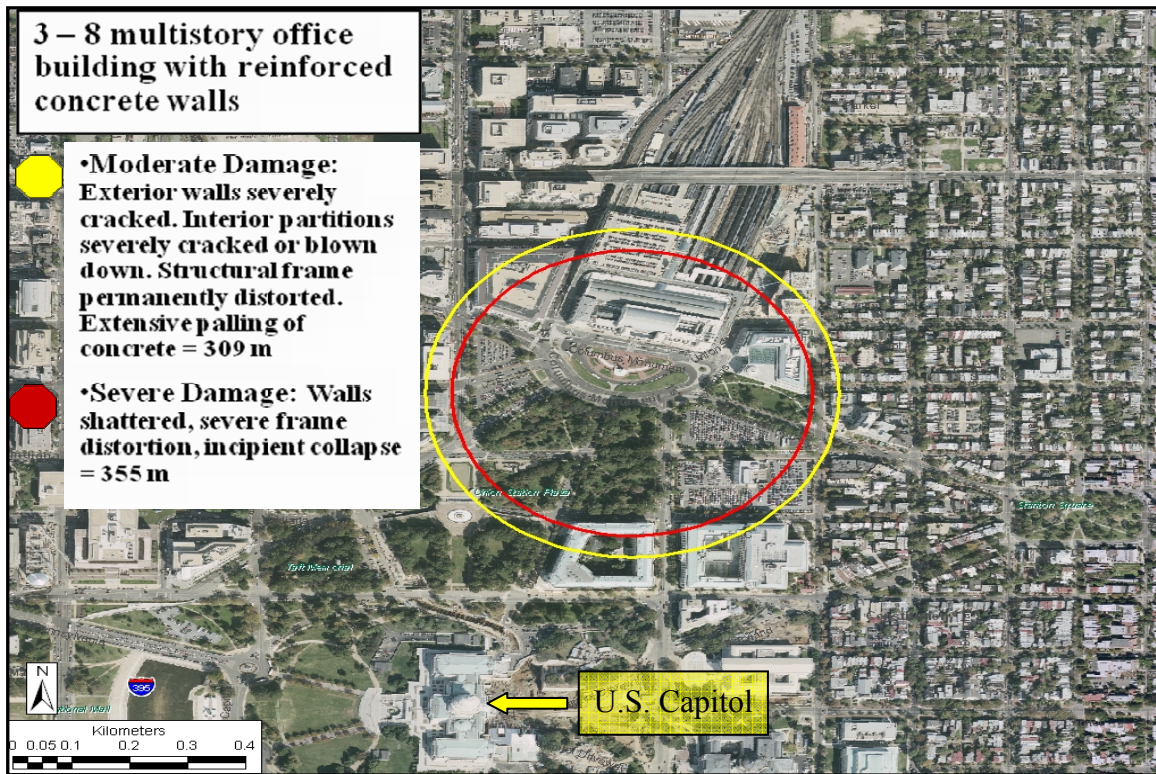 3 – 8 multistory office
building with reinforced
concrete walls
•Moderate Damage:
Exterior walls severely
cracked. Interior partitions
severely cracked or blown
down. Structural frame
permanently distorted.
Extensive palling of
concrete = 309 m
•Severe Damage: Walls
shattered, severe frame
distortion, incipient collapse
= 355 m
Columbus Monument
Union Station Plaza
Stanton Square
Taft Memorial
N
395
U.S. Capitol
Kilometers
0 0.05 0.1 0.2 0.3 0.4